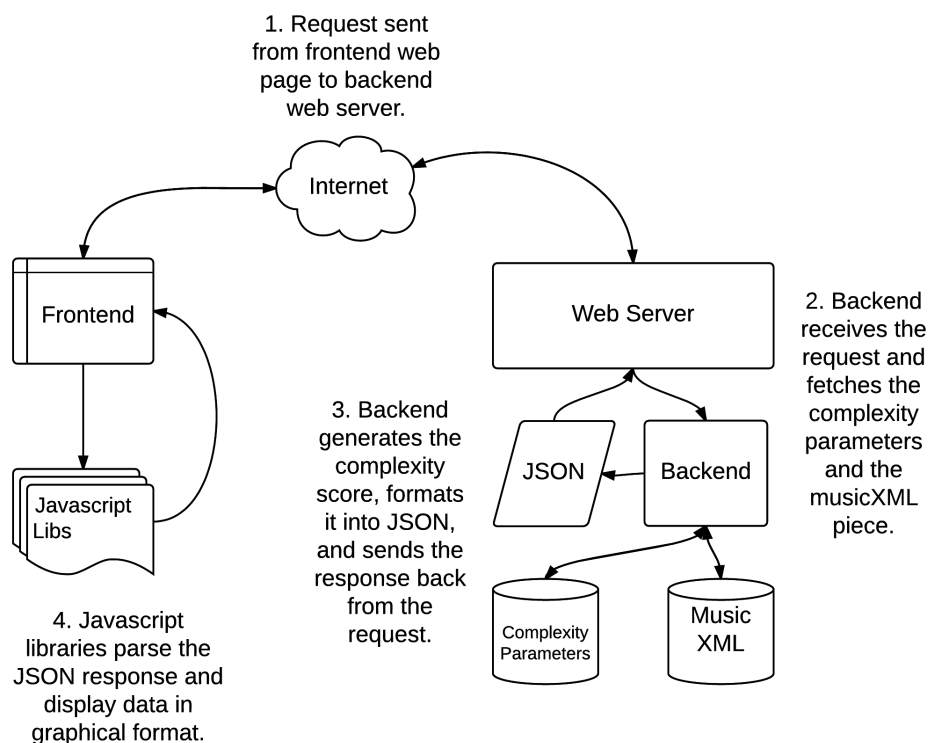 1. Request sent
from frontend web
page to backend
web server.
Internet
Frontend
Web Server
2. Backend
receives the
request and
fetches the
complexity
parameters
and the
musicXML
piece.
3. Backend
generates the
complexity
score, formats
it into JSON,
and sends the
response back
from the
request.
JSON
Backend
Javascript
Libs
Complexity
Parameters
Music
XML
4. Javascript
libraries parse the
JSON response and
display data in
graphical format.